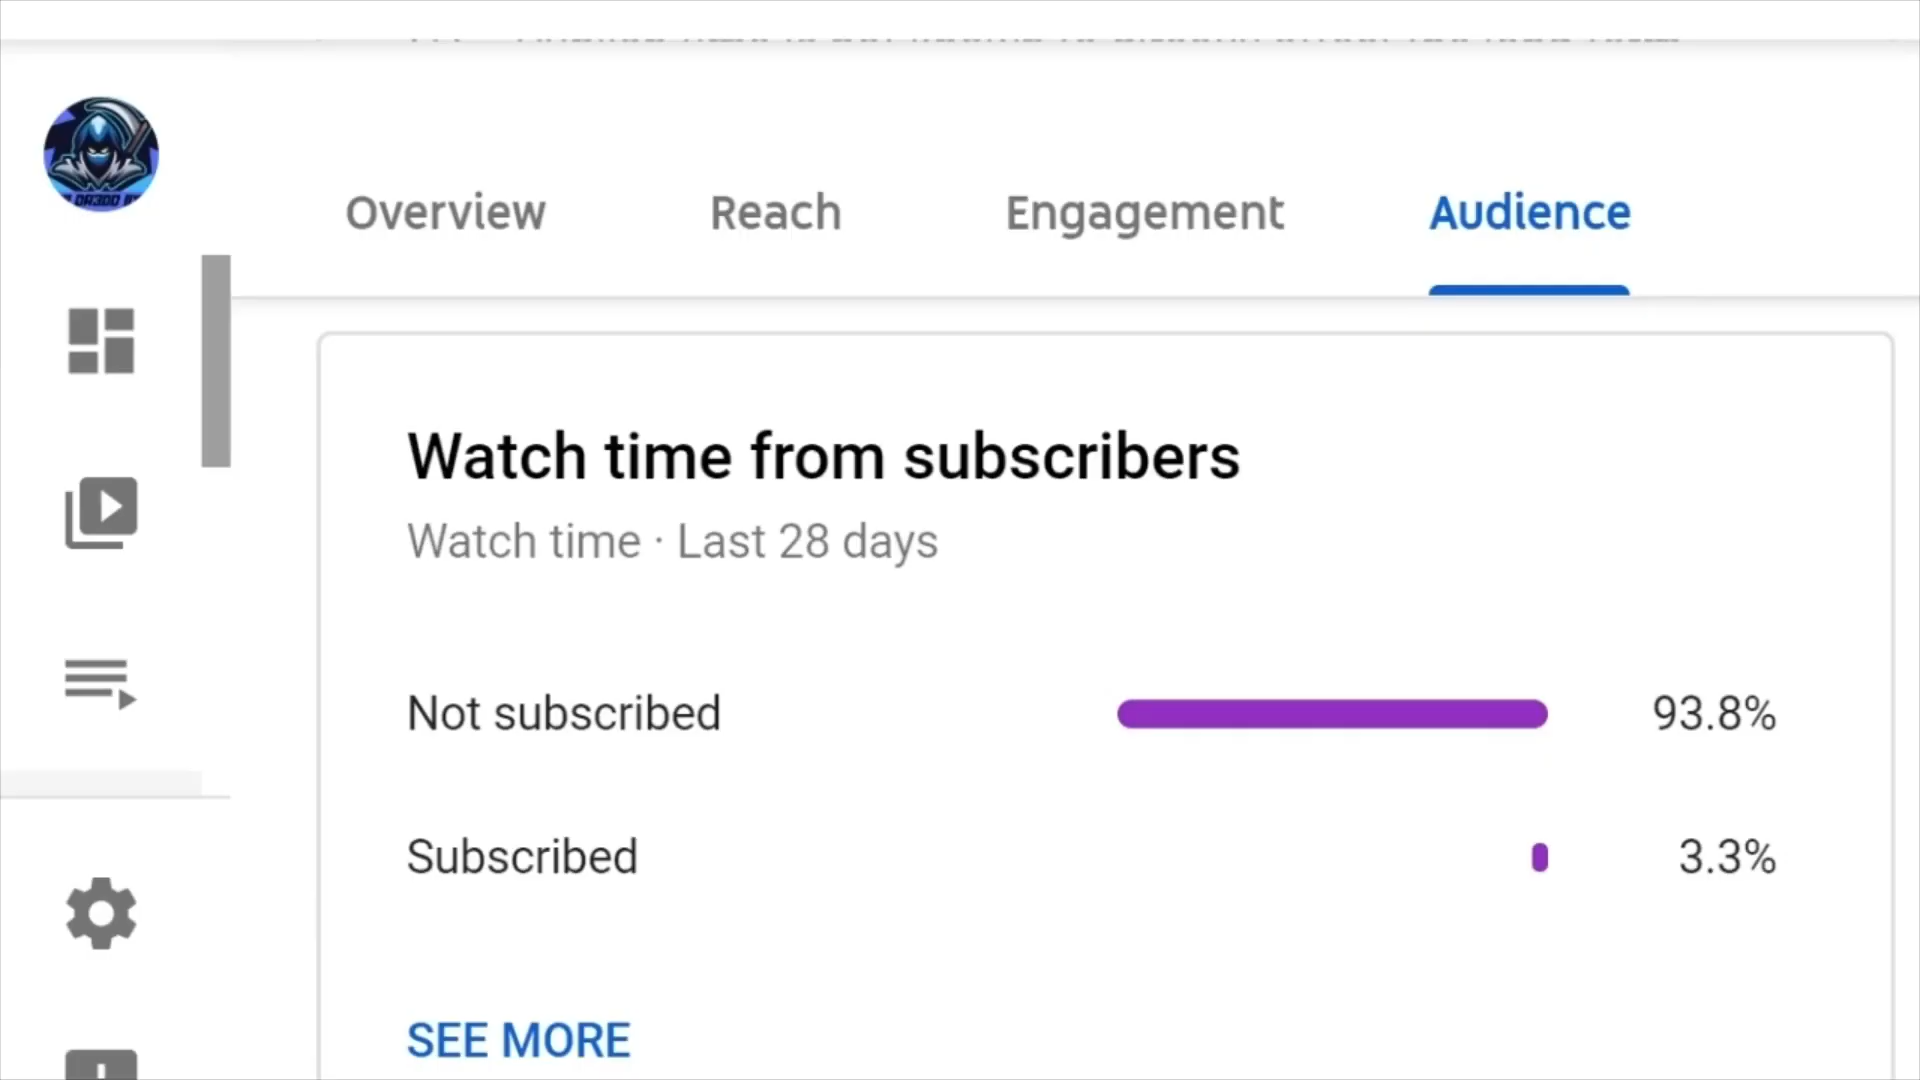 Overview Reach Engagement Audience
Watch time from subscribers
Watch time · Last 28 days
Not subscribed 93.8%
Subscribed 3.3%
SEE MORE